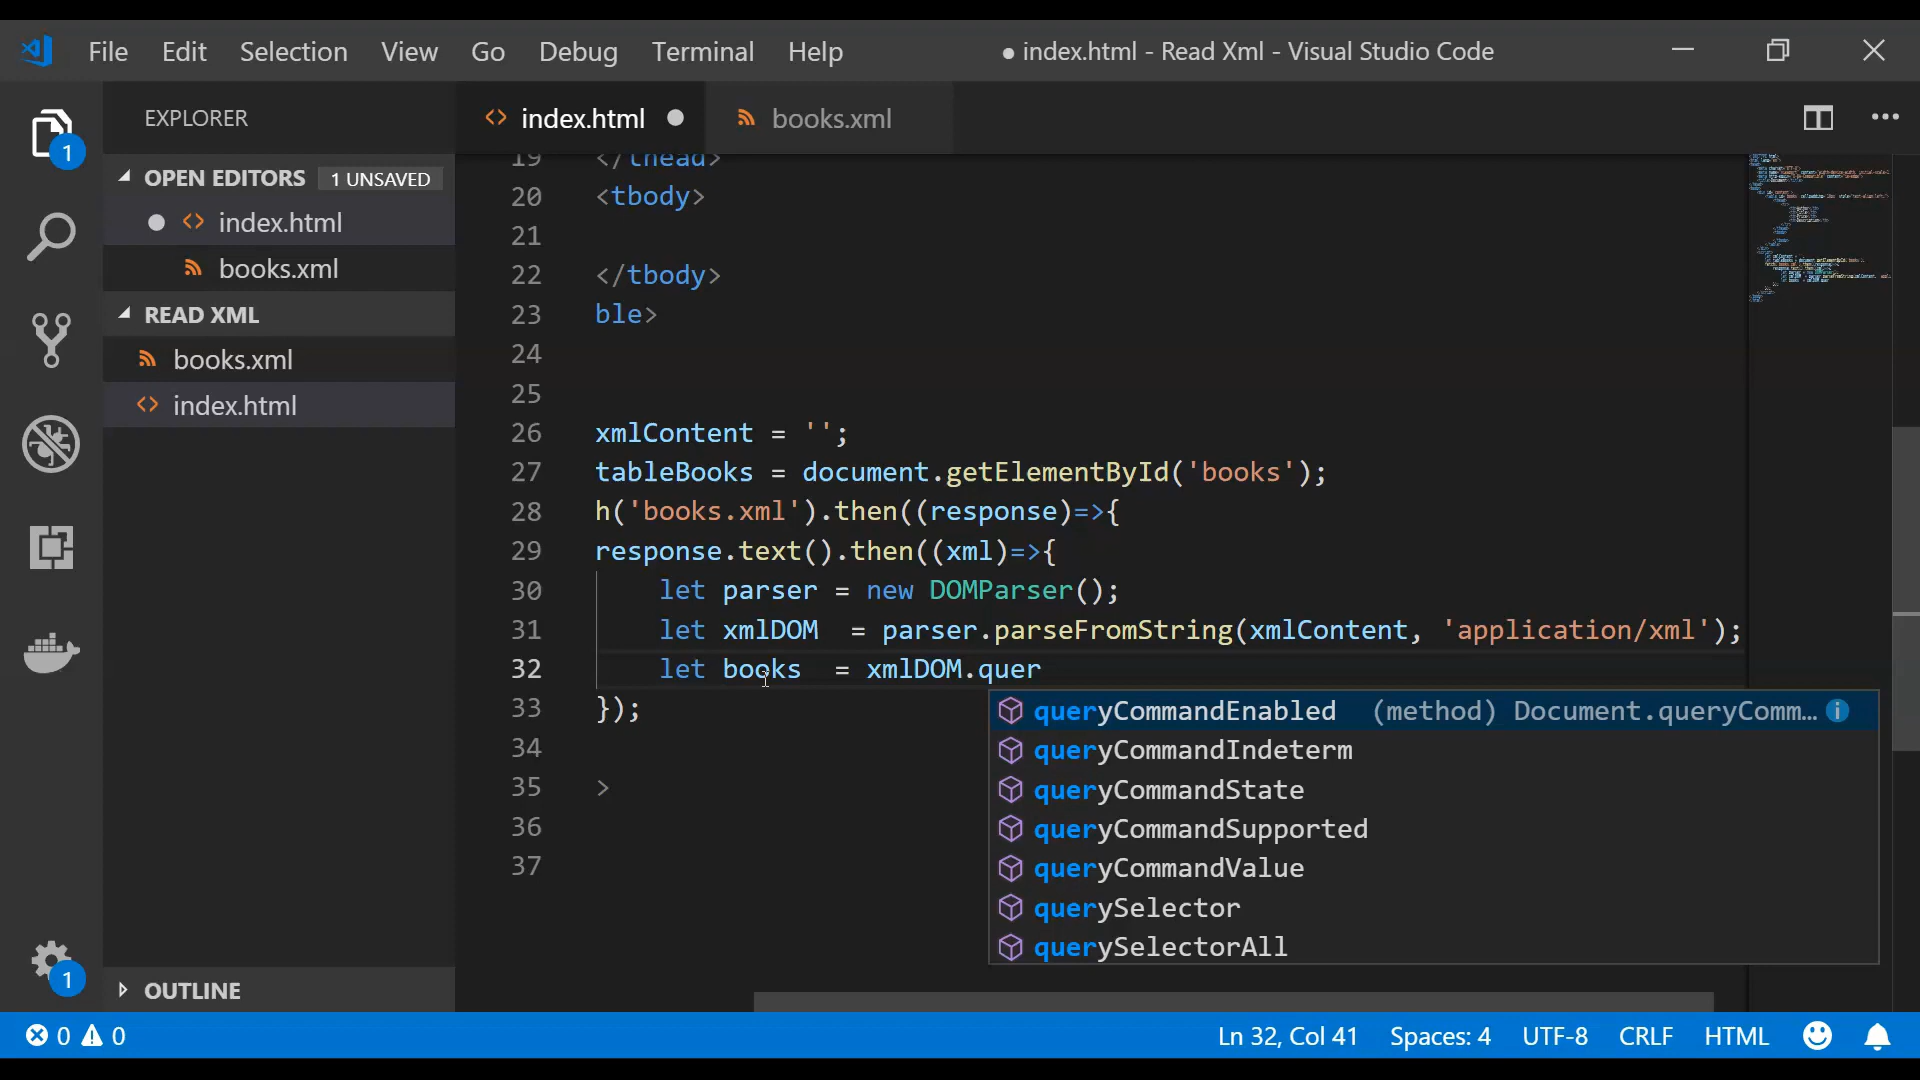 File Edit Selection View Go Debug Terminal Help ● index.html - Read Xml - Visual Studio Code
EXPLORER
index.html
books.xml
OPEN EDITORS 1 UNSAVED
index.html
books.xml
READ XML
books.xml
index.html
OUTLINE
1
1
19 </thead>
20 <tbody>
21
22 </tbody>
23 ble>
24
25
26 xmlContent = '';
27 tableBooks = document.getElementById('books');
28 h('books.xml').then((response)=>{
29 response.text().then((xml)=>{
30 let parser = new DOMParser();
31 let xmlDOM = parser.parseFromString(xmlContent, 'application/xml');
32 let books = xmlDOM.quer
33 });
34
35 >
36
37
queryCommandEnabled (method) Document.queryComm...
queryCommandIndeterm
queryCommandState
queryCommandSupported
queryCommandValue
querySelector
querySelectorAll
0 0 Ln 32, Col 41 Spaces: 4 UTF-8 CRLF HTML